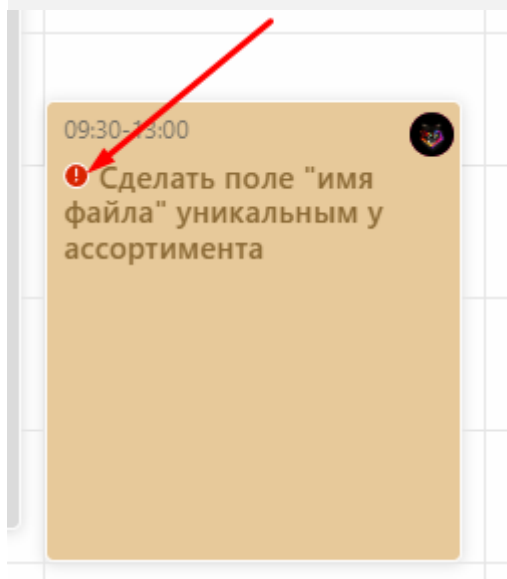 09:30-13:00
Сделать поле "имя
файла" уникальным у
ассортимента